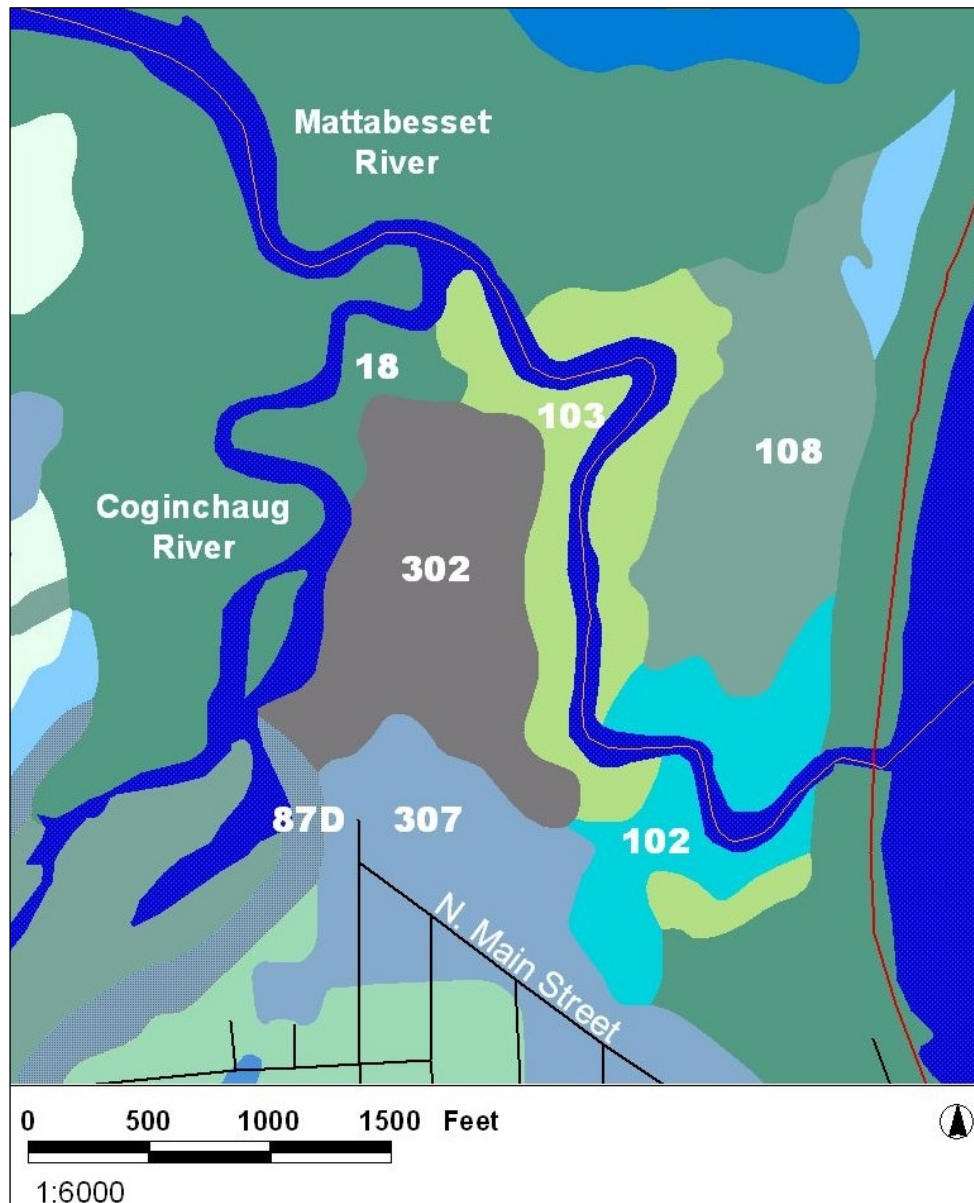 Mattabesset
River
18
103
108
Coginchaug
River
302
87D
307
102
N. Main Street
0 500 1000 1500 Feet
1:6000